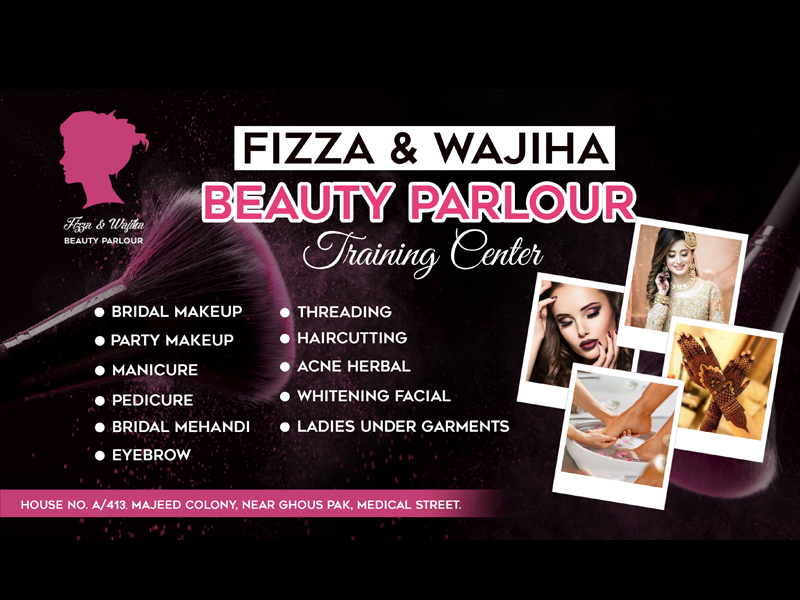 FIZZA & WAJIHA
BEAUTY PARLOUR
Training Center
Fizza & Wajiha
BEAUTY PARLOUR
BRIDAL MAKEUP
PARTY MAKEUP
MANICURE
PEDICURE
BRIDAL MEHANDI
EYEBROW
THREADING
HAIRCUTTING
ACNE HERBAL
WHITENING FACIAL
LADIES UNDER GARMENTS
HOUSE NO. A/413, MAJEED COLONY, NEAR GHOUS PAK, MEDICAL STREET.